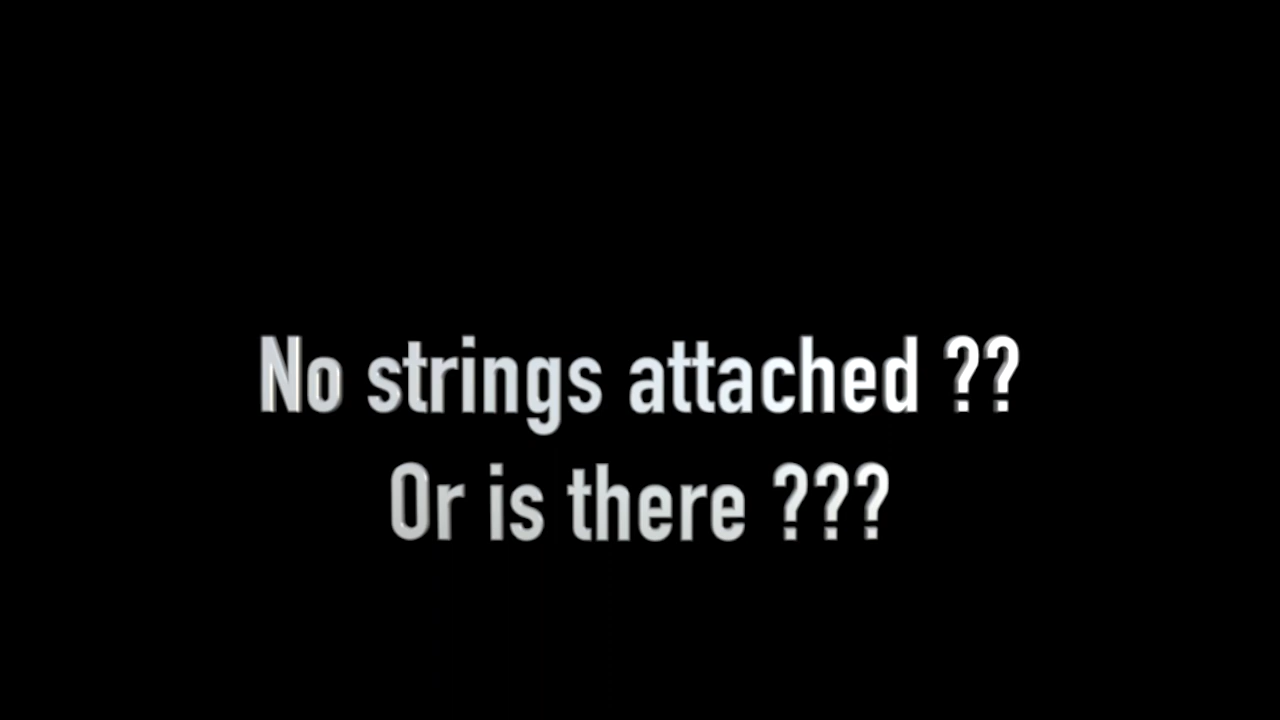 No strings attached ??
Or is there ???